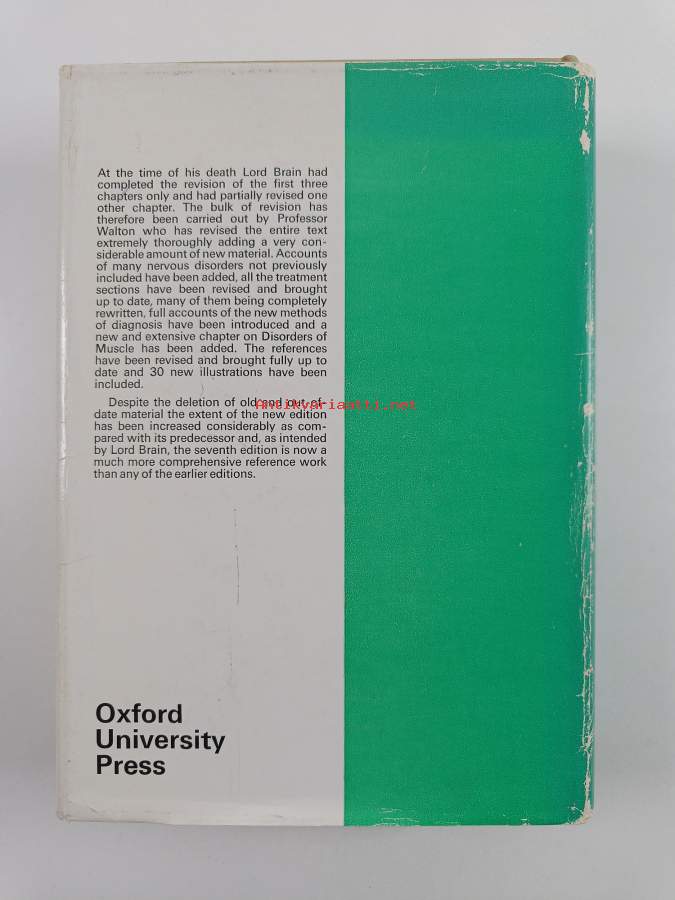 At the time of his death Lord Brain had
completed the revision of the first three
chapters only and had partially revised one
other chapter. The bulk of revision has
therefore been carried out by Professor
Walton who has revised the entire text
extremely thoroughly adding a very con-
siderable amount of new material. Accounts
of many nervous disorders not previously
included have been added, all the treatment
sections have been revised and brought
up to date, many of them being completely
rewritten, full accounts of the new methods
of diagnosis have been introduced and a
new and extensive chapter on Disorders of
Muscle has been added. The references
have been revised and brought fully up to
date and 30 new illustrations have been
included.
Despite the deletion of old and out-of-
date material the extent of the new edition
has been increased considerably as com-
pared with its predecessor and, as intended
by Lord Brain, the seventh edition is now a
much more comprehensive reference work
than any of the earlier editions.
Antikvariaatti.net
Oxford
University
Press